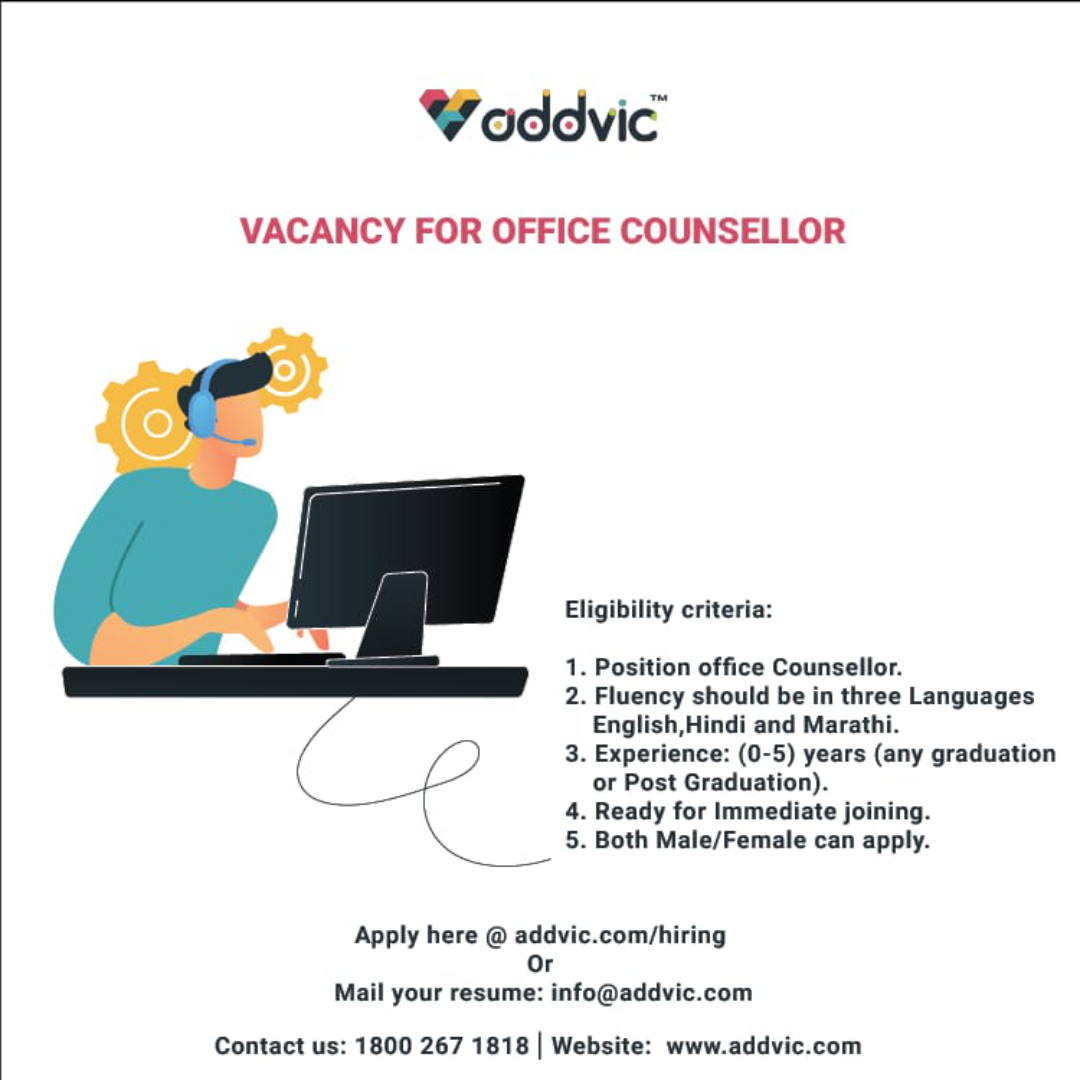 addvic™
VACANCY FOR OFFICE COUNSELLOR
Eligibility criteria:
1. Position office Counsellor.
2. Fluency should be in three Languages
English,Hindi and Marathi.
3. Experience: (0-5) years (any graduation
or Post Graduation).
4. Ready for Immediate joining.
5. Both Male/Female can apply.
Apply here @ addvic.com/hiring
Or
Mail your resume: info@addvic.com
Contact us: 1800 267 1818 | Website: www.addvic.com